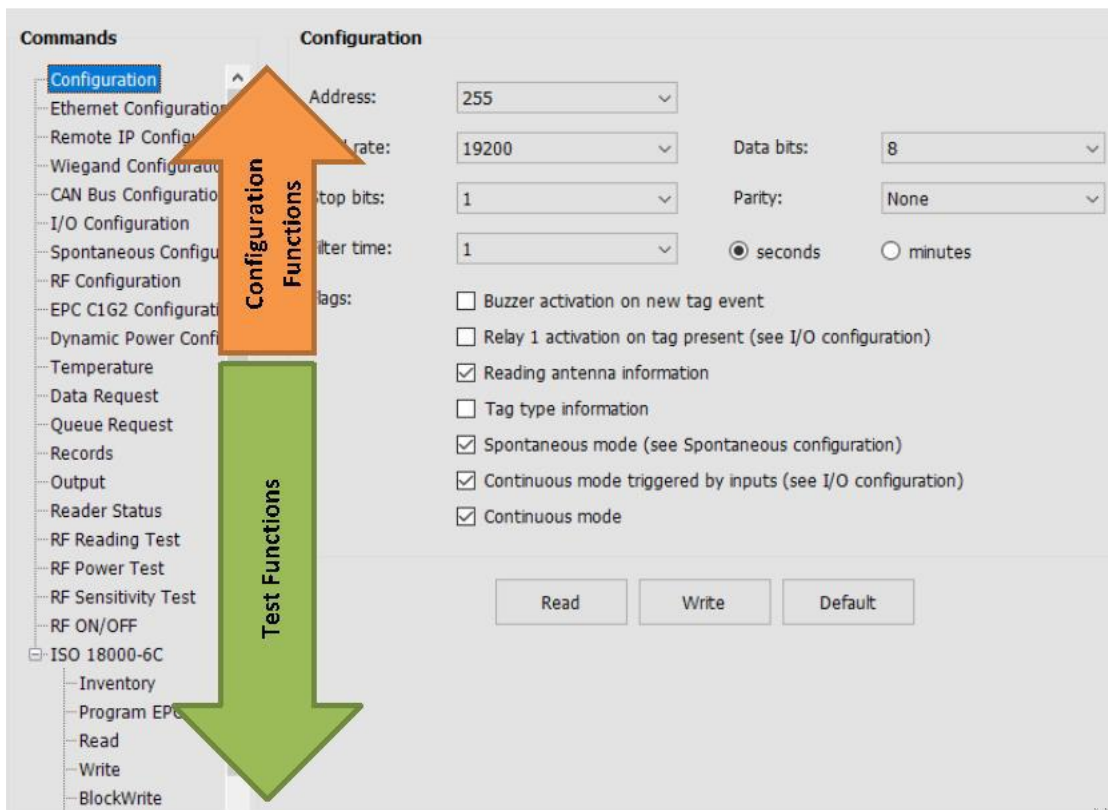 Commands
Configuration
Ethernet Configuration
Remote IP Config
Wiegand Configuratio
CAN Bus Configuratio
I/O Configuration
Spontaneous Configu
RF Configuration
EPC C1G2 Configurati
Dynamic Power Confi
Temperature
Data Request
Queue Request
Records
Output
Reader Status
RF Reading Test
RF Power Test
RF Sensitivity Test
RF ON/OFF
ISO 18000-6C
Inventory
Program EPC
Read
Write
BlockWrite
Configuration
Functions
Test Functions
Configuration
Address: 255
rate: 19200 Data bits: 8
Stop bits: 1 Parity: None
Filter time: 1 seconds minutes
Flags: Buzzer activation on new tag event
Relay 1 activation on tag present (see I/O configuration)
Reading antenna information
Tag type information
Spontaneous mode (see Spontaneous configuration)
Continuous mode triggered by inputs (see I/O configuration)
Continuous mode
Read Write Default